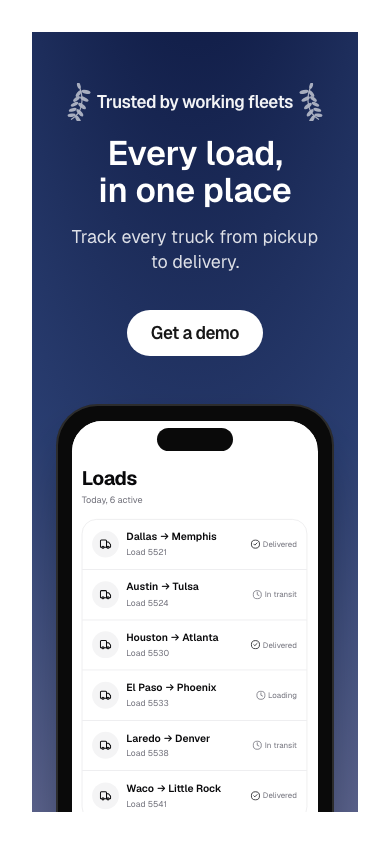 Trusted by working fleets
Every load,
in one place
Track every truck from pickup
to delivery.
Get a demo
Loads
Today, 6 active
Dallas → Memphis
Load 5521
Delivered
Austin → Tulsa
Load 5524
In transit
Houston → Atlanta
Load 5530
Delivered
El Paso → Phoenix
Load 5533
Loading
Laredo → Denver
Load 5538
In transit
Waco → Little Rock
Load 5541
Delivered